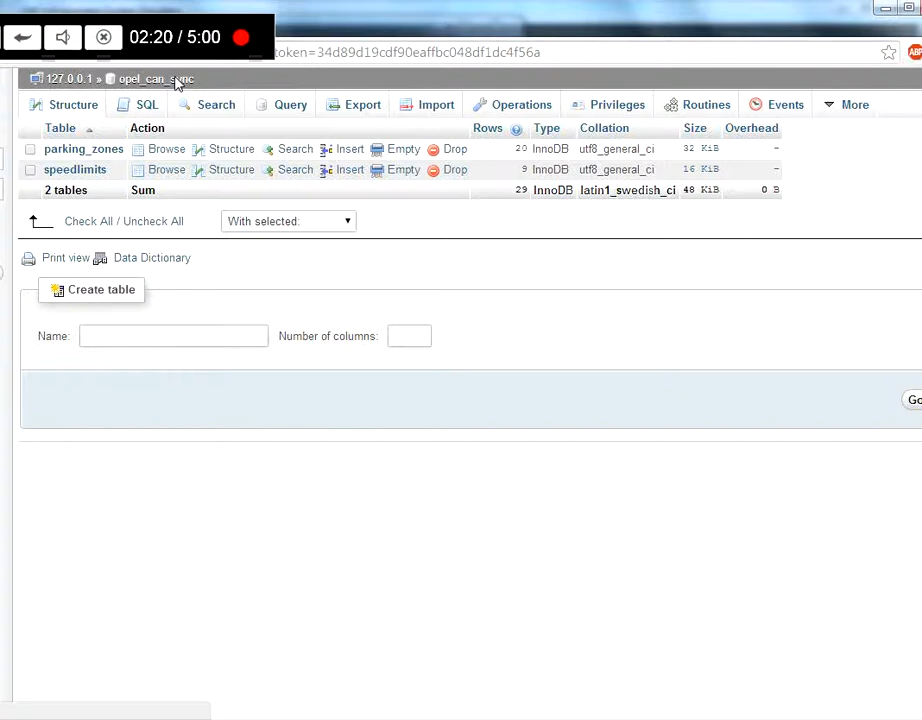 02:20 / 5:00
token=34d89d19cdf90eaffbc048df1dc4f56a
ABP
127.0.0.1 » opel_can_sync
Structure SQL Search Query Export Import Operations Privileges Routines Events More
Table Action Rows Type Collation Size Overhead
parking_zones Browse Structure Search Insert Empty Drop 20 InnoDB utf8_general_ci 32 KiB -
speedlimits Browse Structure Search Insert Empty Drop 9 InnoDB utf8_general_ci 16 KiB -
2 tables Sum 29 InnoDB latin1_swedish_ci 48 KiB 0 B
Check All / Uncheck All With selected:
Print view Data Dictionary
Create table
Name: Number of columns:
Go